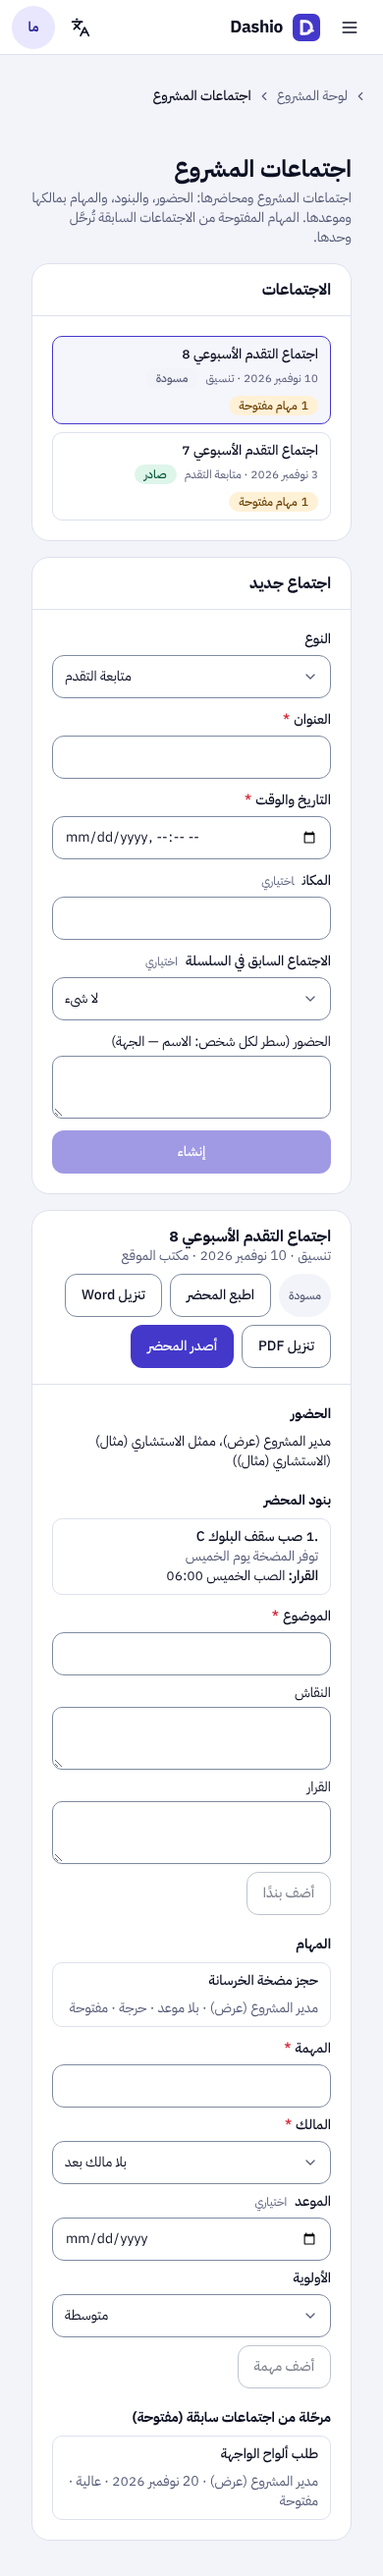 Dashio
ما
لوحة المشروع
اجتماعات المشروع
اجتماعات المشروع
اجتماعات المشروع ومحاضرها: الحضور، والبنود، والمهام بمالكها
وموعدها. المهام المفتوحة من الاجتماعات السابقة تُرحَّل
وحدها.
الاجتماعات
اجتماع التقدم الأسبوعي 8
10 نوفمبر 2026 · تنسيق مسودة
1 مهام مفتوحة
اجتماع التقدم الأسبوعي 7
3 نوفمبر 2026 · متابعة التقدم صادر
1 مهام مفتوحة
اجتماع جديد
النوع
متابعة التقدم
العنوان *
التاريخ والوقت *
mm/dd/yyyy, --:-- --
المكان اختياري
الاجتماع السابق في السلسلة اختياري
لا شيء
الحضور (سطر لكل شخص: الاسم — الجهة)
إنشاء
اجتماع التقدم الأسبوعي 8
تنسيق · 10 نوفمبر 2026 · مكتب الموقع
مسودة
اطبع المحضر
تنزيل Word
تنزيل PDF
أصدر المحضر
الحضور
مدير المشروع (عرض)، ممثل الاستشاري (مثال)
(الاستشاري (مثال))
بنود المحضر
.1 صب سقف البلوك C
توفر المضخة يوم الخميس
القرار: الصب الخميس 06:00
الموضوع *
النقاش
القرار
أضف بندًا
المهام
حجز مضخة الخرسانة
مدير المشروع (عرض) · بلا موعد · حرجة · مفتوحة
المهمة *
المالك *
بلا مالك بعد
الموعد اختياري
mm/dd/yyyy
الأولوية
متوسطة
أضف مهمة
مرحّلة من اجتماعات سابقة (مفتوحة)
طلب ألواح الواجهة
مدير المشروع (عرض) · 20 نوفمبر 2026 · عالية ·
مفتوحة